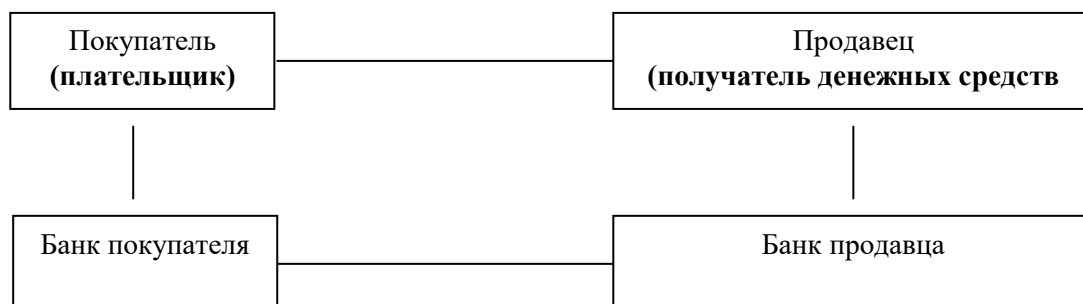 Покупатель
(плательщик)
Продавец
(получатель денежных средств
Банк покупателя
Банк продавца